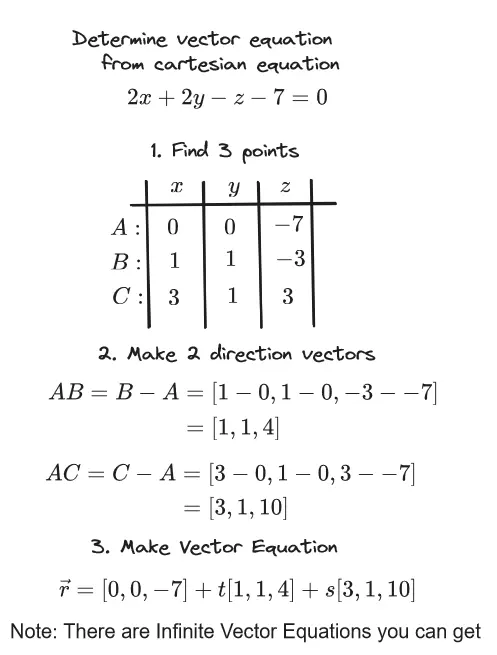 Determine vector equation
from cartesian equation
2x + 2y − z − 7 = 0
1. Find 3 points
x y z
A : 0 0 −7
B : 1 1 −3
C : 3 1 3
2. Make 2 direction vectors
AB = B − A = [1 − 0, 1 − 0, −3 − −7]
= [1, 1, 4]
AC = C − A = [3 − 0, 1 − 0, 3 − −7]
= [3, 1, 10]
3. Make Vector Equation
r⃗ = [0, 0, −7] + t[1, 1, 4] + s[3, 1, 10]
Note: There are Infinite Vector Equations you can get